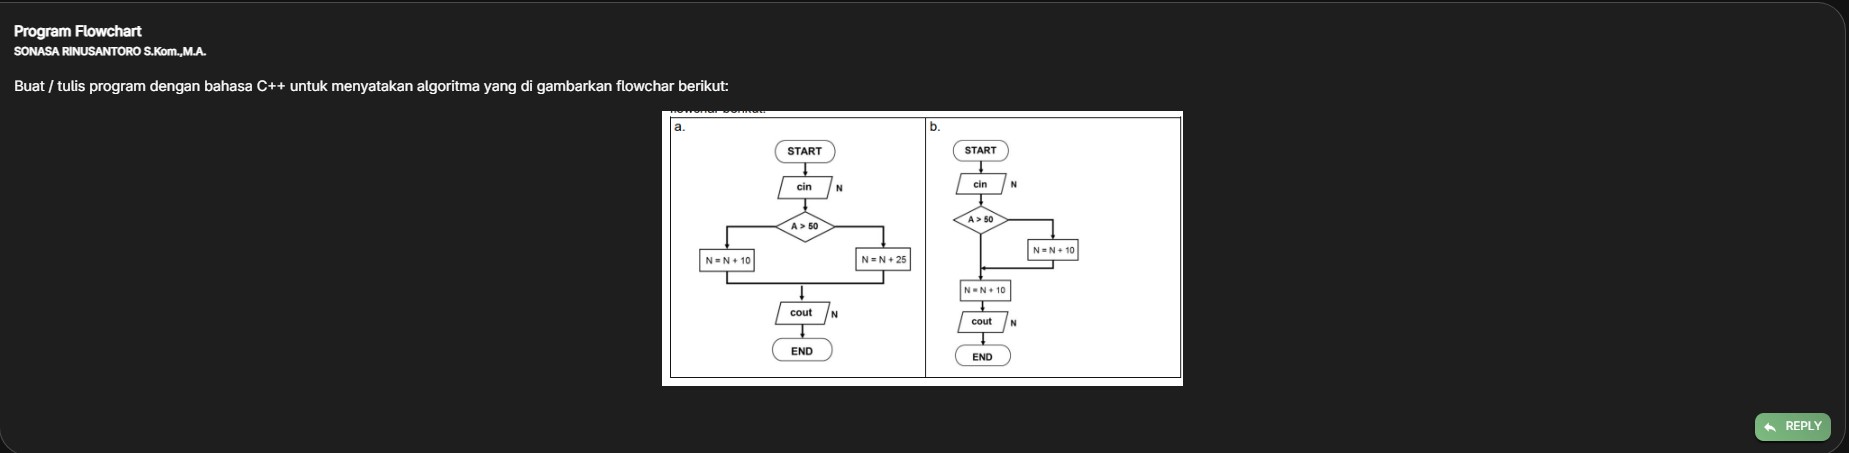 Program Flowchart
SONASA RINUSANTORO S.Kom.,M.A.
Buat / tulis program dengan bahasa C++ untuk menyatakan algoritma yang di gambarkan flowchar berikut:
a.
START
cin N
A > 50
N = N + 10
N = N + 25
cout N
END
b.
START
cin N
A > 50
N = N + 10
N = N + 10
cout N
END
REPLY